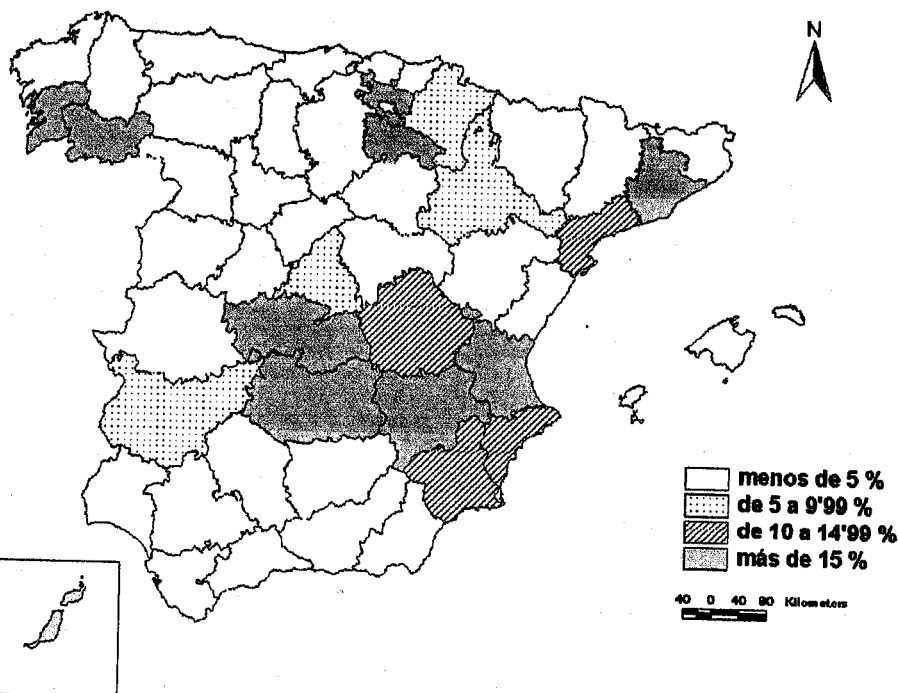 N
menos de 5 %
de 5 a 9'99 %
de 10 a 14'99 %
más de 15 %
40 0 40 80 Kilometers